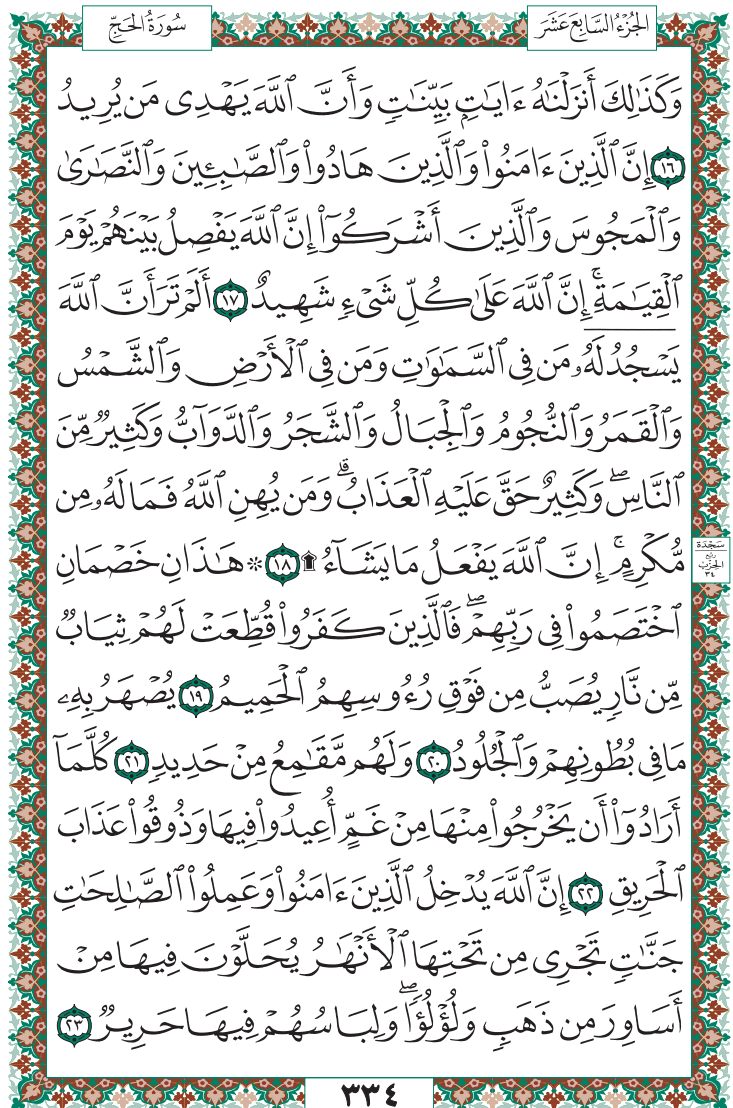 سُورَةُ الحَجِّ
الجُزْءُ السَّابِعَ عَشَرَ
وَكَذَٰلِكَ أَنزَلْنَٰهُ ءَايَٰتِۭ بَيِّنَٰتٖ وَأَنَّ ٱللَّهَ يَهْدِي مَن يُرِيدُ
١٦ إِنَّ ٱلَّذِينَ ءَامَنُواْ وَٱلَّذِينَ هَادُواْ وَٱلصَّٰبِـِٔينَ وَٱلنَّصَٰرَىٰ
وَٱلْمَجُوسَ وَٱلَّذِينَ أَشْرَكُوٓاْ إِنَّ ٱللَّهَ يَفْصِلُ بَيْنَهُمْ يَوْمَ
ٱلْقِيَٰمَةِۚ إِنَّ ٱللَّهَ عَلَىٰ كُلِّ شَيْءٖ شَهِيدٌ ١٧ أَلَمْ تَرَ أَنَّ ٱللَّهَ
يَسْجُدُ لَهُۥ مَن فِي ٱلسَّمَٰوَٰتِ وَمَن فِي ٱلْأَرْضِ وَٱلشَّمْسُ
وَٱلْقَمَرُ وَٱلنُّجُومُ وَٱلْجِبَالُ وَٱلشَّجَرُ وَٱلدَّوَآبُّ وَكَثِيرٞ مِّنَ
ٱلنَّاسِۖ وَكَثِيرٌ حَقَّ عَلَيْهِ ٱلْعَذَابُۗ وَمَن يُهِنِ ٱللَّهُ فَمَا لَهُۥ مِن
مُّكْرِمٍۚ إِنَّ ٱللَّهَ يَفْعَلُ مَا يَشَآءُ ۩ ١٨ ۞ هَٰذَانِ خَصْمَانِ
سَجْدَة
رُبْع
الحِزْب
٣٤
ٱخْتَصَمُواْ فِي رَبِّهِمْۖ فَٱلَّذِينَ كَفَرُواْ قُطِّعَتْ لَهُمْ ثِيَابٞ
مِّن نَّارٖ يُصَبُّ مِن فَوْقِ رُءُوسِهِمُ ٱلْحَمِيمُ ١٩ يُصْهَرُ بِهِۦ
مَا فِي بُطُونِهِمْ وَٱلْجُلُودُ ٢٠ وَلَهُم مَّقَٰمِعُ مِنْ حَدِيدٖ ٢١ كُلَّمَآ
أَرَادُوٓاْ أَن يَخْرُجُواْ مِنْهَا مِنْ غَمٍّ أُعِيدُواْ فِيهَا وَذُوقُواْ عَذَابَ
ٱلْحَرِيقِ ٢٢ إِنَّ ٱللَّهَ يُدْخِلُ ٱلَّذِينَ ءَامَنُواْ وَعَمِلُواْ ٱلصَّٰلِحَٰتِ
جَنَّٰتٖ تَجْرِي مِن تَحْتِهَا ٱلْأَنْهَٰرُ يُحَلَّوْنَ فِيهَا مِنْ
أَسَاوِرَ مِن ذَهَبٖ وَلُؤْلُؤٗاۖ وَلِبَاسُهُمْ فِيهَا حَرِيرٞ ٢٣
٣٣٤